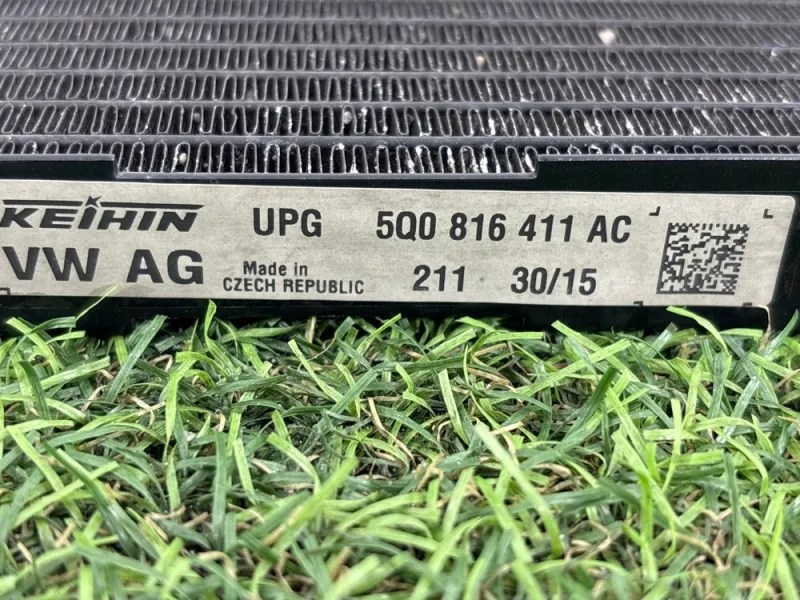 KEIHIN UPG 5Q0 816 411 AC
VW AG Made in CZECH REPUBLIC 211 30/15